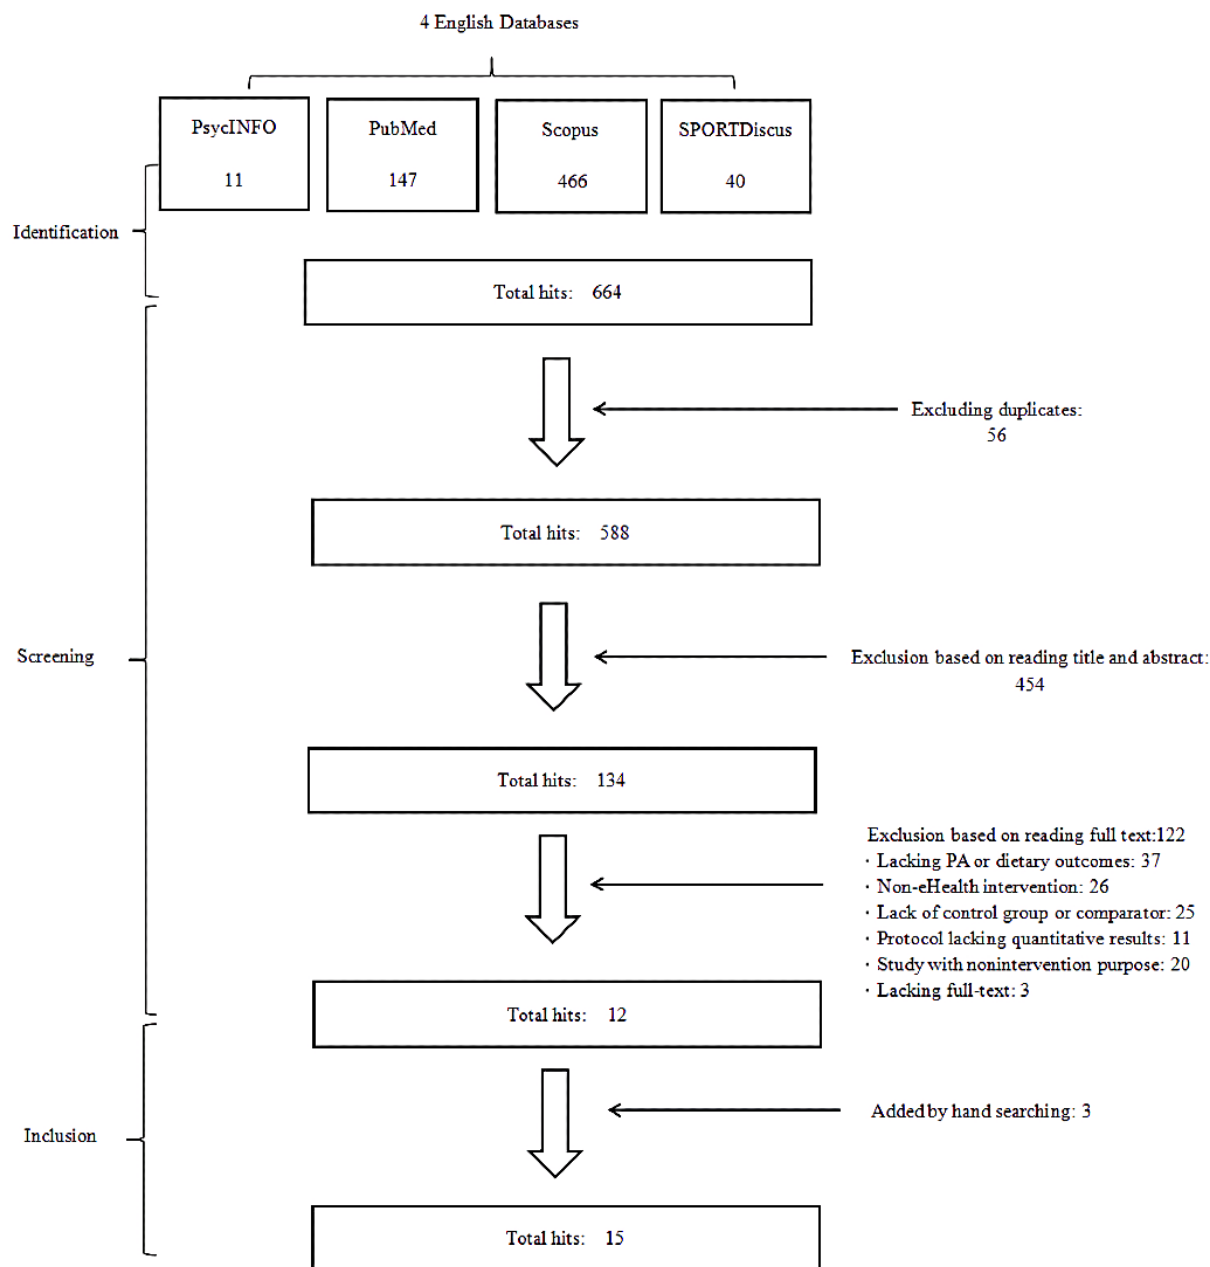 4 English Databases
PsycINFO
11
PubMed
147
Scopus
466
SPORTDiscus
40
Identification
Total hits: 664
Excluding duplicates:
56
Total hits: 588
Screening
Exclusion based on reading title and abstract:
454
Total hits: 134
Exclusion based on reading full text:122
· Lacking PA or dietary outcomes: 37
· Non-eHealth intervention: 26
· Lack of control group or comparator: 25
· Protocol lacking quantitative results: 11
· Study with nonintervention purpose: 20
· Lacking full-text: 3
Total hits: 12
Added by hand searching: 3
Inclusion
Total hits: 15